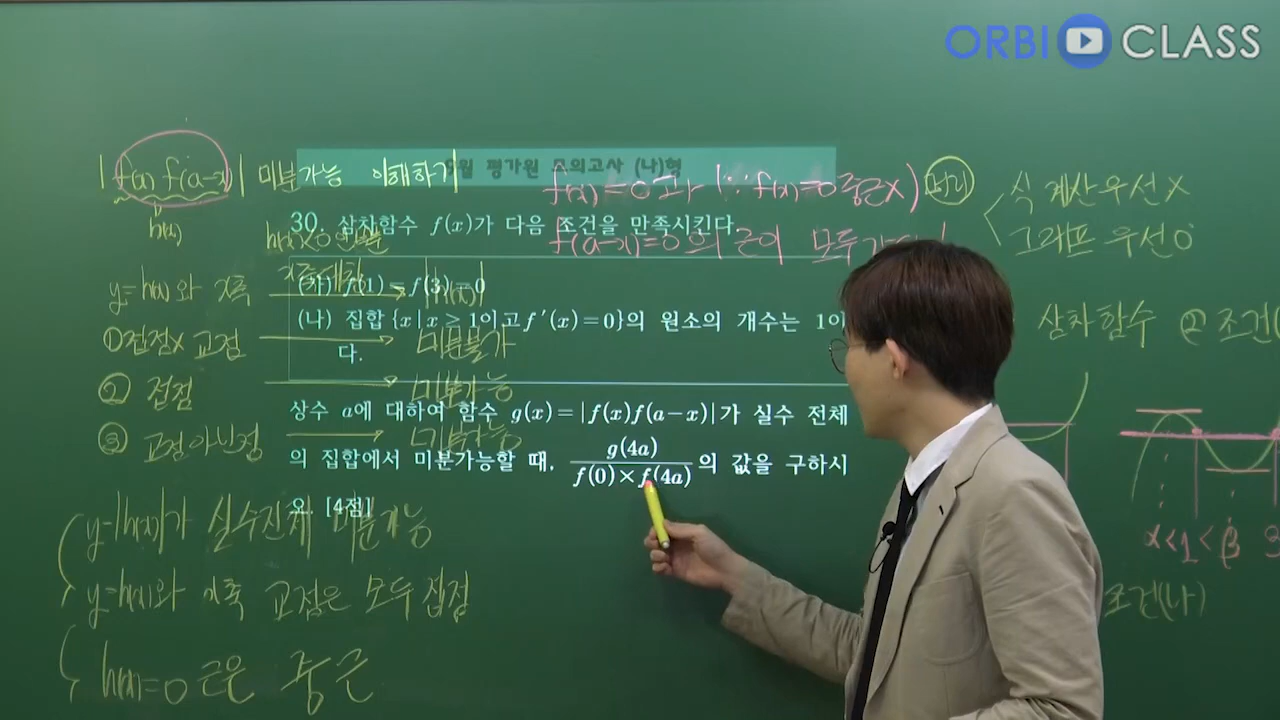 ORBI CLASS
9월 평가원 모의고사 (나)형
|f(x) f(a-x)| 미분가능 이해하기
h(x)
f(x)=0과 (∵ f(x)=0 중근X)
f(a-x)=0의 근이 모두
식 계산 우선 X
그래프 우선 O
30. 삼차함수 f(x)가 다음 조건을 만족시킨다.
(가) f(1)=f(3)=0
(나) 집합 {x | x ≥ 1이고 f'(x)=0}의 원소의 개수는 1이
다.
상수 a에 대하여 함수 g(x)=|f(x)f(a-x)|가 실수 전체
의 집합에서 미분가능할 때, g(4a) / f(0)×f(4a) 의 값을 구하시
오. [4점]
x축대칭
y=h(x)와 x축
|h(x)|
① 접점X 교점
미분불가
② 접점
미분가능
③ 교점아닌점
미분가능
y=|h(x)|가 실수전체 미분가능
y=h(x)와 x축 교점은 모두 접점
h(x)=0 근은 중근
삼차함수
α<1<β
조건(나)